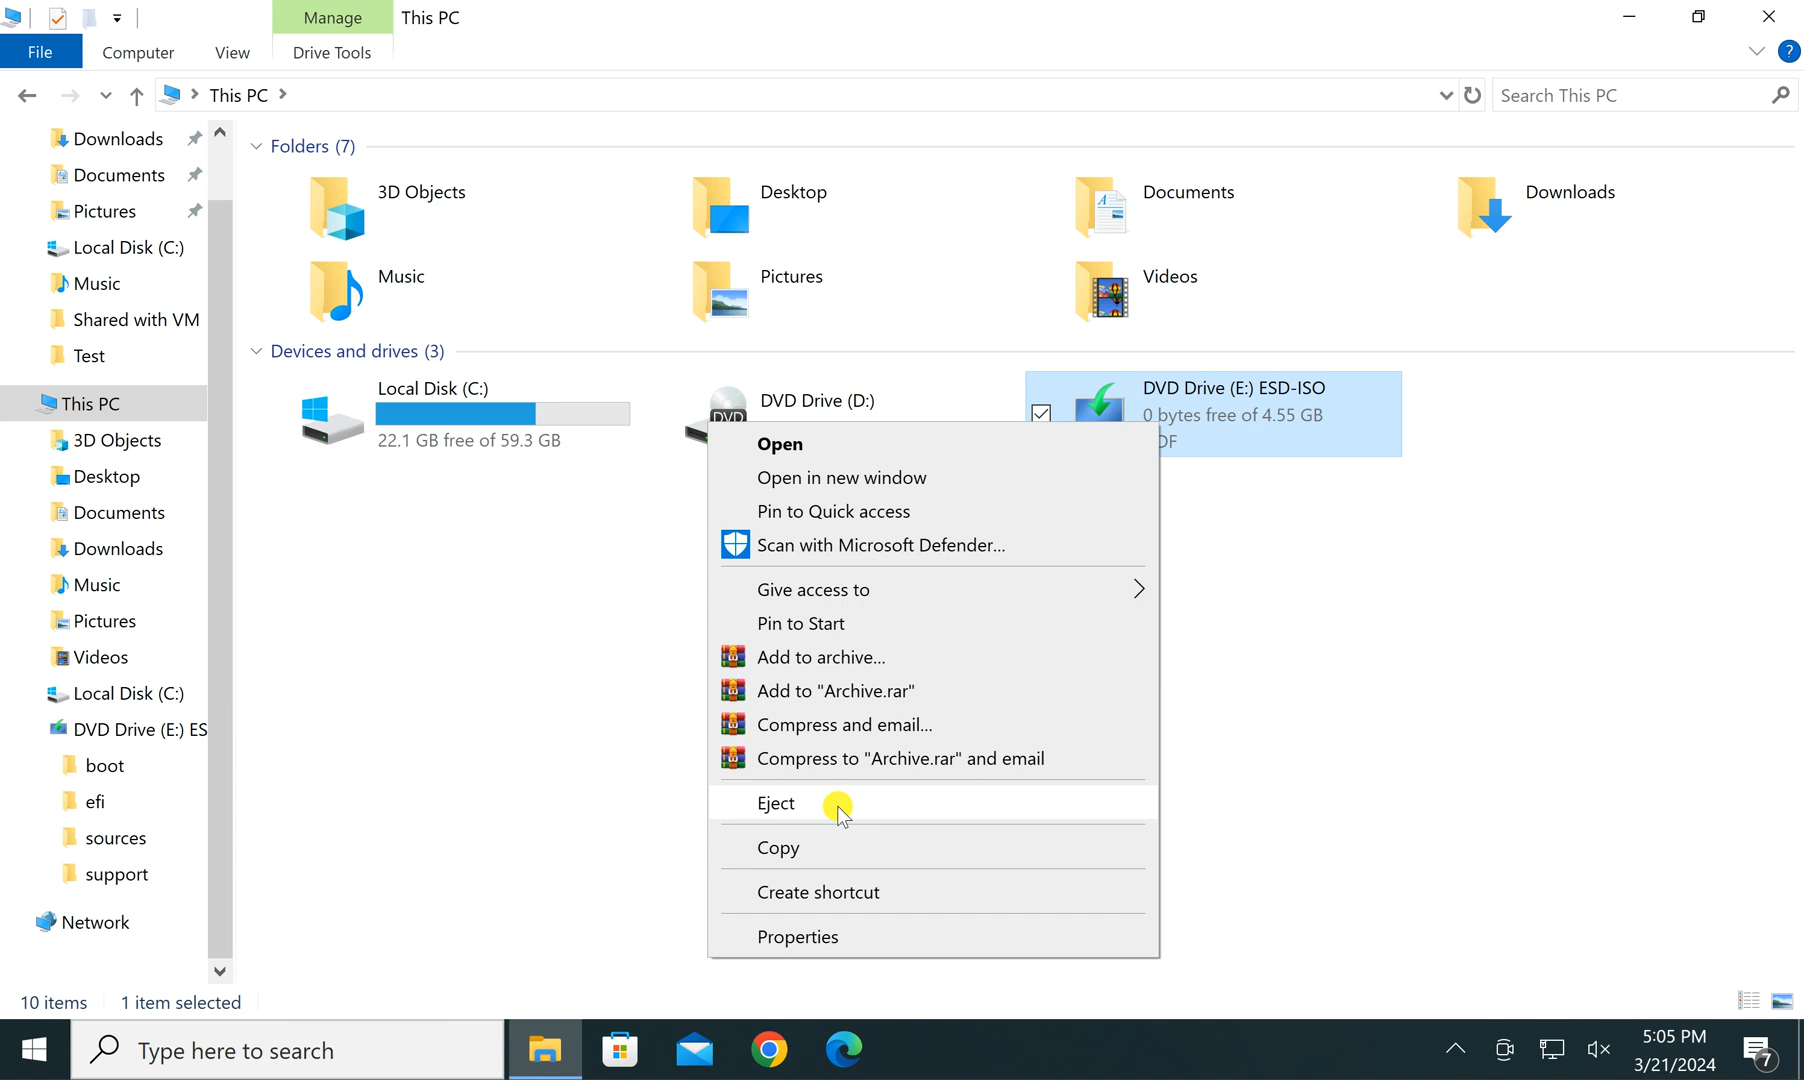 Manage This PC
File Computer View Drive Tools
This PC Search This PC
Downloads
Documents
Pictures
Local Disk (C:)
Music
Shared with VM
Test
This PC
3D Objects
Desktop
Documents
Downloads
Music
Pictures
Videos
Local Disk (C:)
DVD Drive (E:) ES
boot
efi
sources
support
Network
Folders (7)
3D Objects Desktop Documents Downloads
Music Pictures Videos
Devices and drives (3)
Local Disk (C:)
22.1 GB free of 59.3 GB
DVD Drive (D:)
DVD
DVD Drive (E:) ESD-ISO
0 bytes free of 4.55 GB
DF
Open
Open in new window
Pin to Quick access
Scan with Microsoft Defender...
Give access to
Pin to Start
Add to archive...
Add to "Archive.rar"
Compress and email...
Compress to "Archive.rar" and email
Eject
Copy
Create shortcut
Properties
10 items 1 item selected
Type here to search
5:05 PM
3/21/2024
7